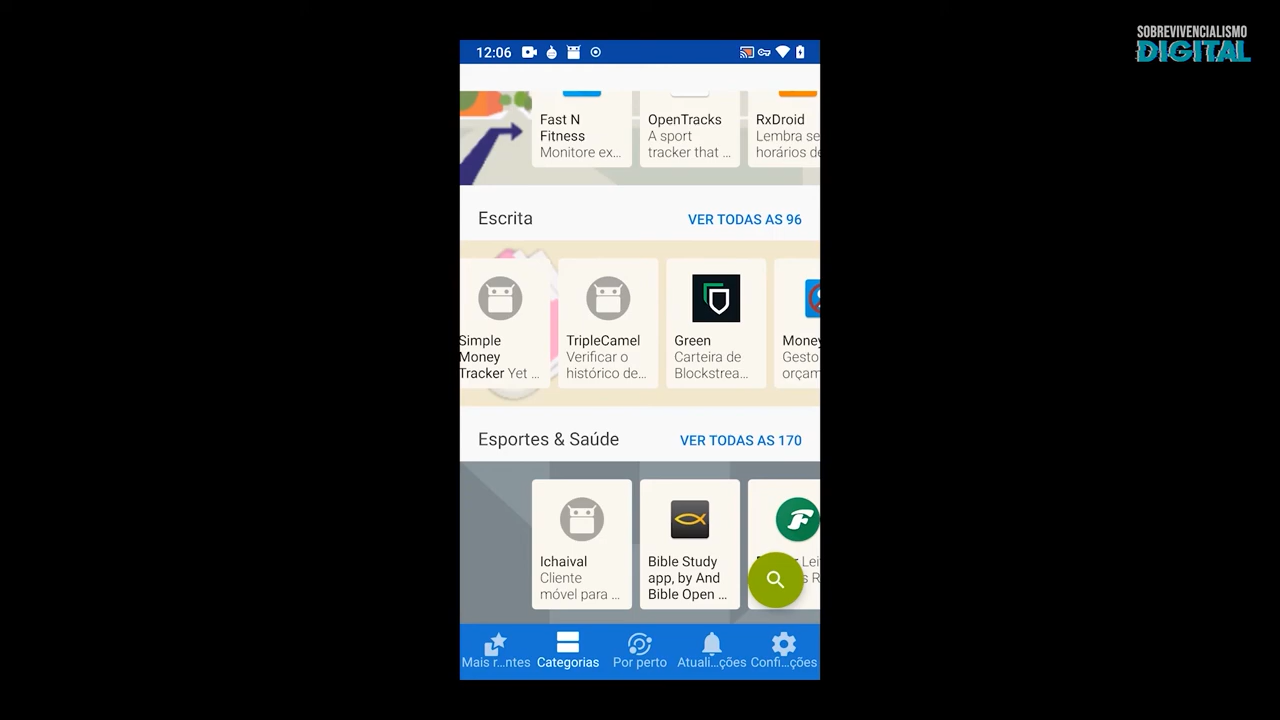 SOBREVIVENCIALISMO
DIGITAL
12:06
Fast N
Fitness
Monitore ex...
OpenTracks
A sport
tracker that ...
RxDroid
Lembra se
horários de
Escrita
VER TODAS AS 96
Simple
Money
Tracker Yet ...
TripleCamel
Verificar o
histórico de...
Green
Carteira de
Blockstrea...
Money
Gesto
orçam
Esportes & Saúde
VER TODAS AS 170
Ichaival
Cliente
móvel para ...
Bible Study
app, by And
Bible Open ...
Lei
s R
Mais r...ntes
Categorias
Por perto
Atuali...ções
Confi...ções